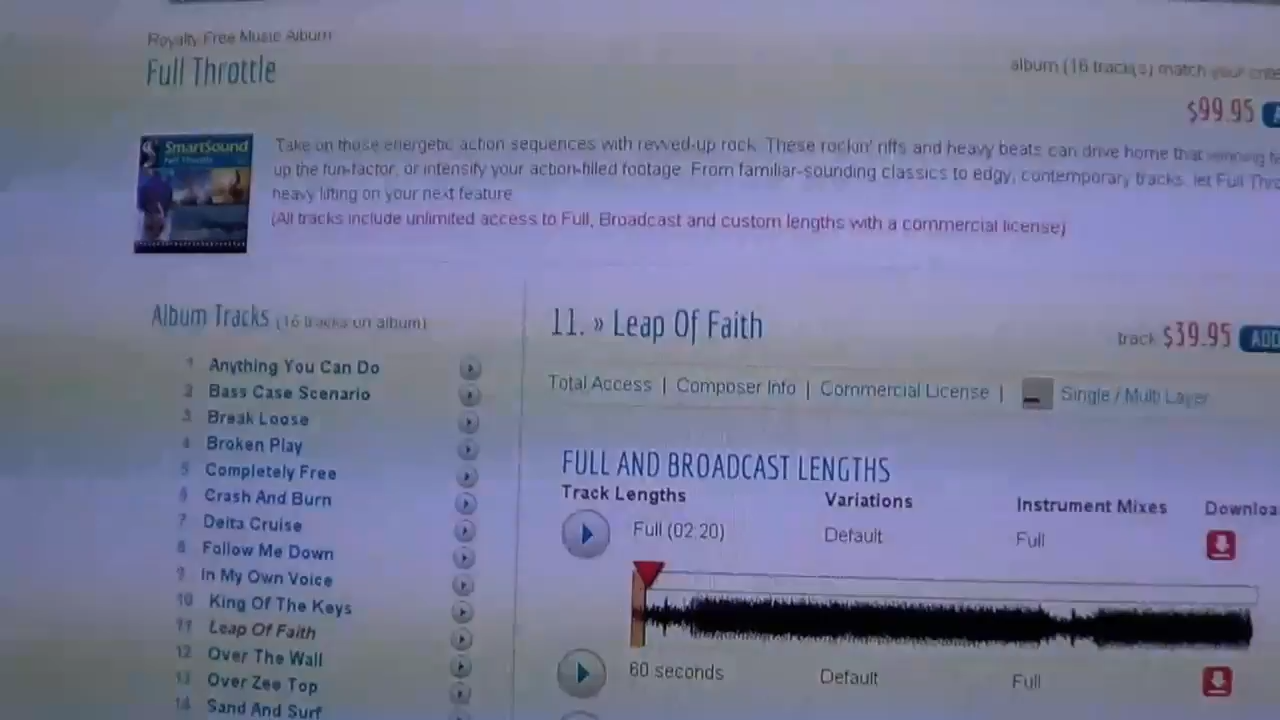 Royalty Free Music Album
Full Throttle
album (16 track(s) match your
$99.95
SmartSound
Full Throttle
Take on those energetic action sequences with revved-up rock. These rockin' riffs and heavy beats can drive home that winning
up the fun-factor, or intensify your action-filled footage. From familiar-sounding classics to edgy, contemporary tracks, let Full
heavy lifting on your next feature.
(All tracks include unlimited access to Full, Broadcast and custom lengths with a commercial license)
Album Tracks (16 tracks on album)
1 Anything You Can Do
2 Bass Case Scenario
3 Break Loose
4 Broken Play
5 Completely Free
6 Crash And Burn
7 Delta Cruise
8 Follow Me Down
9 In My Own Voice
10 King Of The Keys
11 Leap Of Faith
12 Over The Wall
13 Over Zee Top
14 Sand And Surf
11. » Leap Of Faith
track $39.95 ADD
Total Access | Composer Info | Commercial License | Single / Multi Layer
FULL AND BROADCAST LENGTHS
Track Lengths Variations Instrument Mixes Downloa
Full (02:20) Default Full
60 seconds Default Full